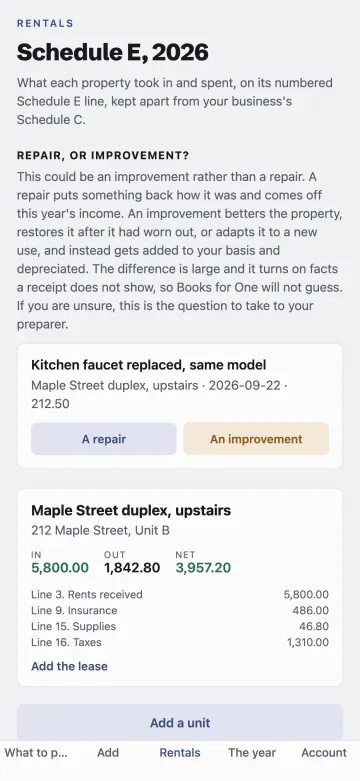 RENTALS
Schedule E, 2026
What each property took in and spent, on its numbered
Schedule E line, kept apart from your business's
Schedule C.
REPAIR, OR IMPROVEMENT?
This could be an improvement rather than a repair. A
repair puts something back how it was and comes off
this year's income. An improvement betters the property,
restores it after it had worn out, or adapts it to a new
use, and instead gets added to your basis and
depreciated. The difference is large and it turns on facts
a receipt does not show, so Books for One will not guess.
If you are unsure, this is the question to take to your
preparer.
Kitchen faucet replaced, same model
Maple Street duplex, upstairs · 2026-09-22 ·
212.50
A repair An improvement
Maple Street duplex, upstairs
212 Maple Street, Unit B
IN OUT NET
5,800.00 1,842.80 3,957.20
Line 3. Rents received 5,800.00
Line 9. Insurance 486.00
Line 15. Supplies 46.80
Line 16. Taxes 1,310.00
Add the lease
Add a unit
What to p... Add Rentals The year Account